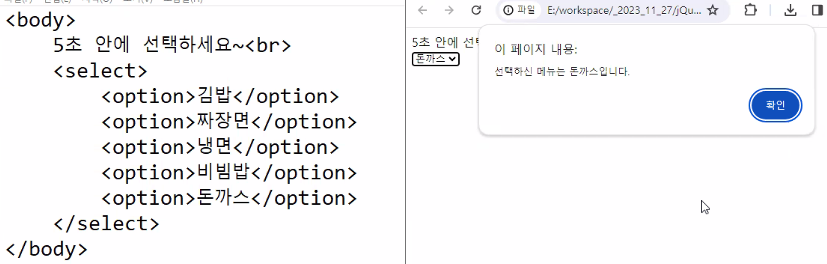 <body>
5초 안에 선택하세요~<br>
<select>
<option>김밥</option>
<option>짜장면</option>
<option>냉면</option>
<option>비빔밥</option>
<option>돈까스</option>
</select>
</body>
파일 E:/workspace/_2023_11_27/jQu...
5초 안에 선택
돈까스
이 페이지 내용:
선택하신 메뉴는 돈까스입니다.
확인